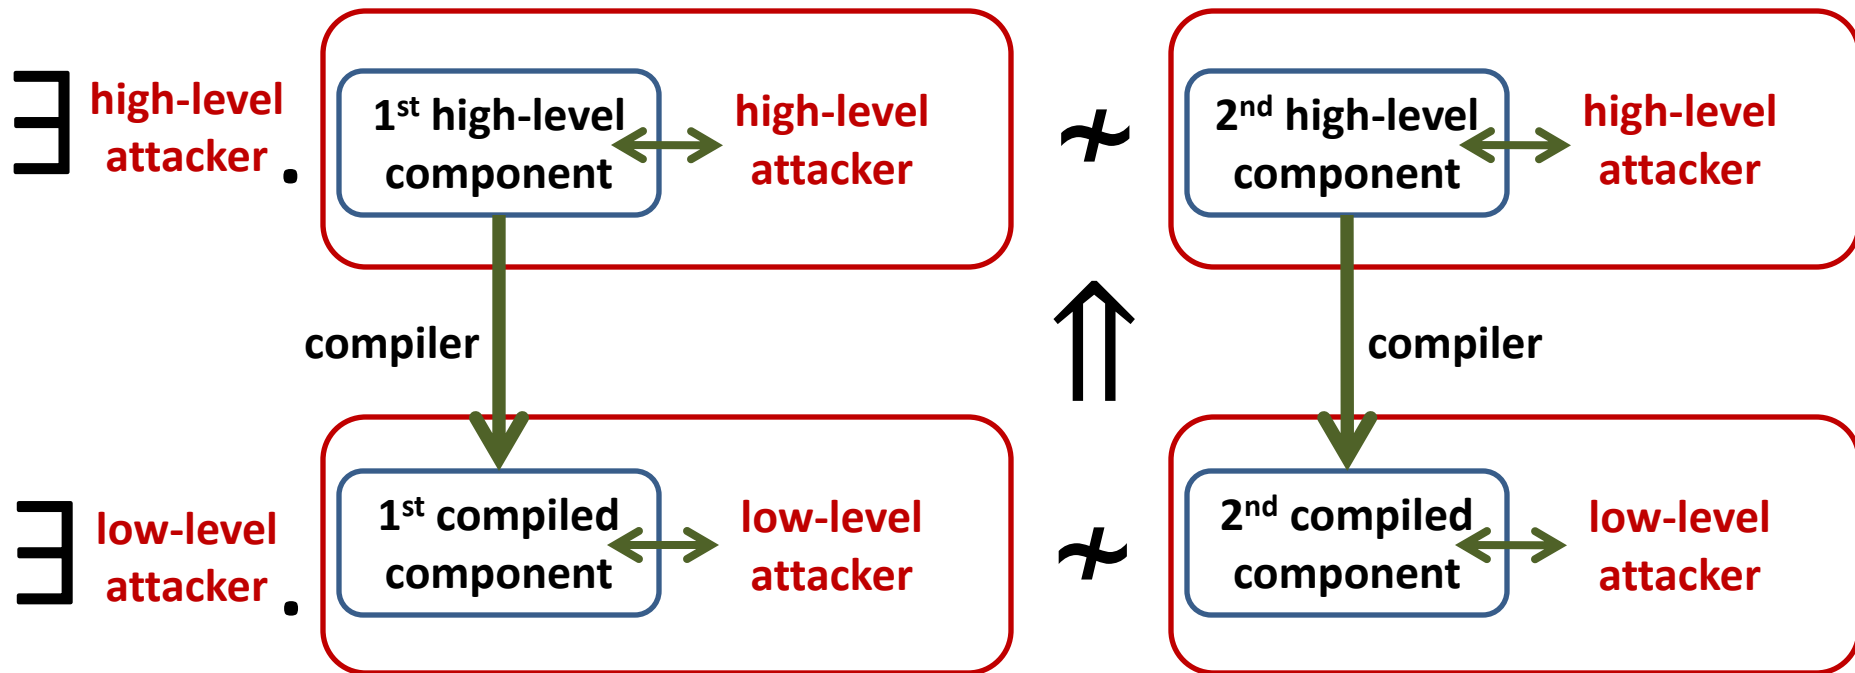 ∃ high-level attacker .
1st high-level component
high-level attacker
≁
2nd high-level component
high-level attacker
compiler
⇑
compiler
∃ low-level attacker .
1st compiled component
low-level attacker
≁
2nd compiled component
low-level attacker